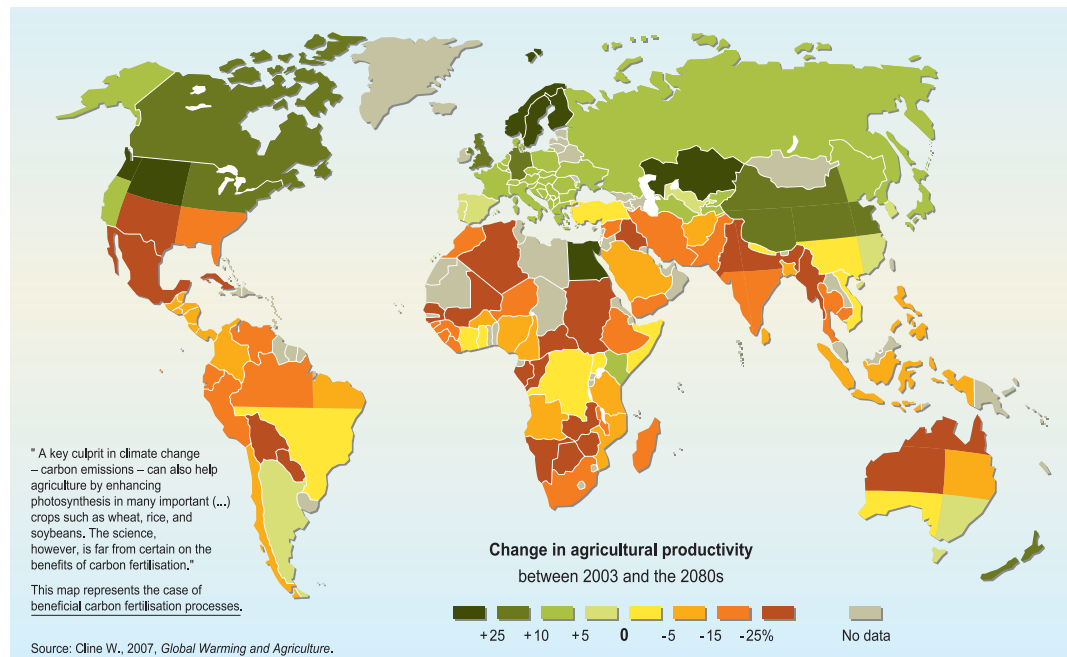 " A key culprit in climate change
– carbon emissions – can also help
agriculture by enhancing
photosynthesis in many important (...)
crops such as wheat, rice, and
soybeans. The science,
however, is far from certain on the
benefits of carbon fertilisation."
This map represents the case of
beneficial carbon fertilisation processes.
Source: Cline W., 2007, Global Warming and Agriculture.
Change in agricultural productivity
between 2003 and the 2080s
+25 +10 +5 0 -5 -15 -25%
No data